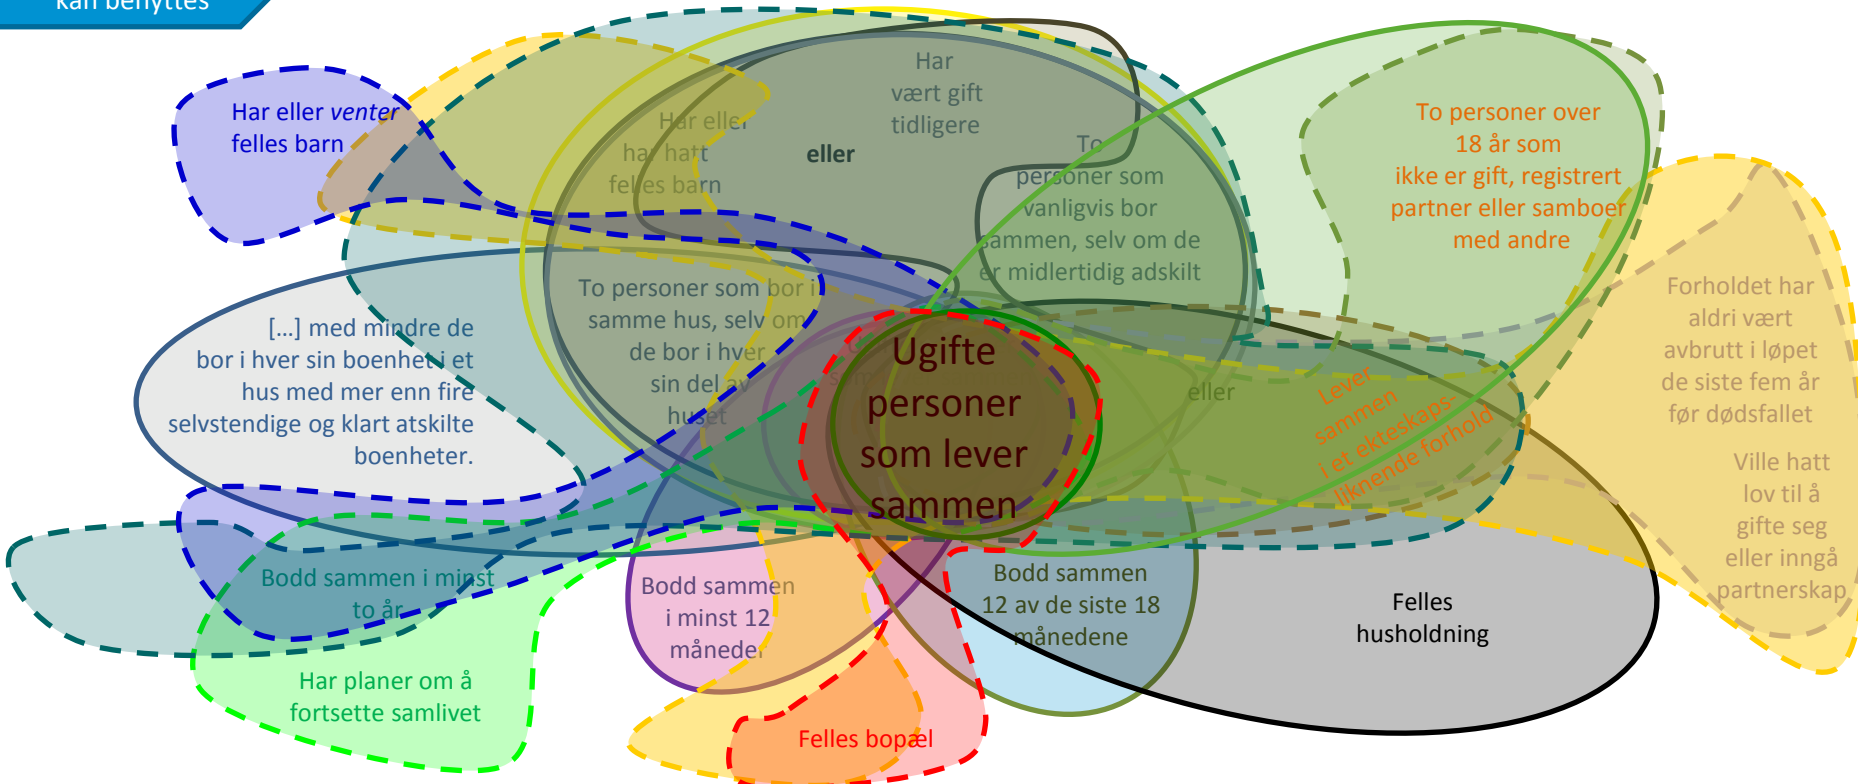 kan benyttes
Har eller venter
felles barn
Har eller
har hatt
felles barn
eller
Har
vært gift
tidligere
To
personer som
vanligvis bor
sammen, selv om de
er midlertidig adskilt
To personer over
18 år som
ikke er gift, registrert
partner eller samboer
med andre
[...] med mindre de
bor i hver sin boenhet i et
hus med mer enn fire
selvstendige og klart atskilte
boenheter.
To personer som bor i
samme hus, selv om
de bor i hver
sin del av
huset
Ugifte
personer
som lever
sammen
eller
Lever
sammen
i et ekteskaps-
liknende forhold
Forholdet har
aldri vært
avbrutt i løpet
de siste fem år
før dødsfallet
Ville hatt
lov til å
gifte seg
eller inngå
partnerskap
Bodd sammen i minst
to år
Har planer om å
fortsette samlivet
Bodd sammen
i minst 12
måneder
Felles bopæl
Bodd sammen
12 av de siste 18
månedene
Felles
husholdning